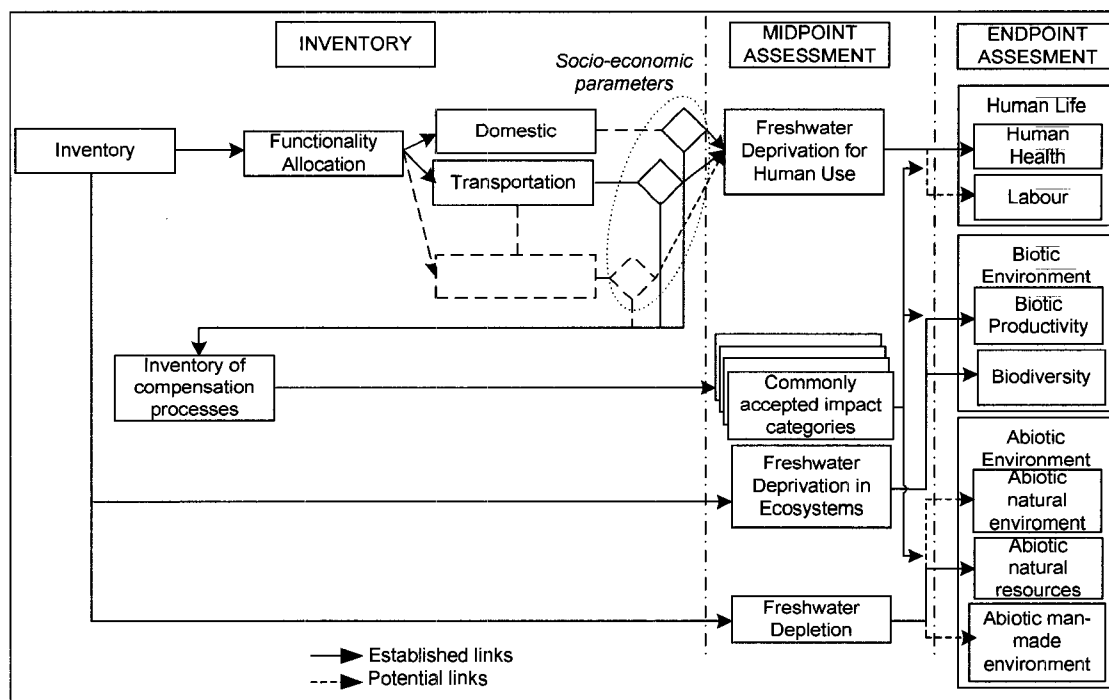 INVENTORY
MIDPOINT
ASSESSMENT
ENDPOINT
ASSESMENT
Socio-economic
parameters
Inventory
Functionality
Allocation
Domestic
Transportation
Freshwater
Deprivation for
Human Use
Human Life
Human
Health
Labour
Biotic
Environment
Biotic
Productivity
Biodiversity
Inventory of
compensation
processes
Commonly
accepted impact
categories
Freshwater
Deprivation in
Ecosystems
Abiotic
Environment
Abiotic
natural
enviroment
Abiotic
natural
resources
Abiotic man-
made
environment
Freshwater
Depletion
Established links
Potential links